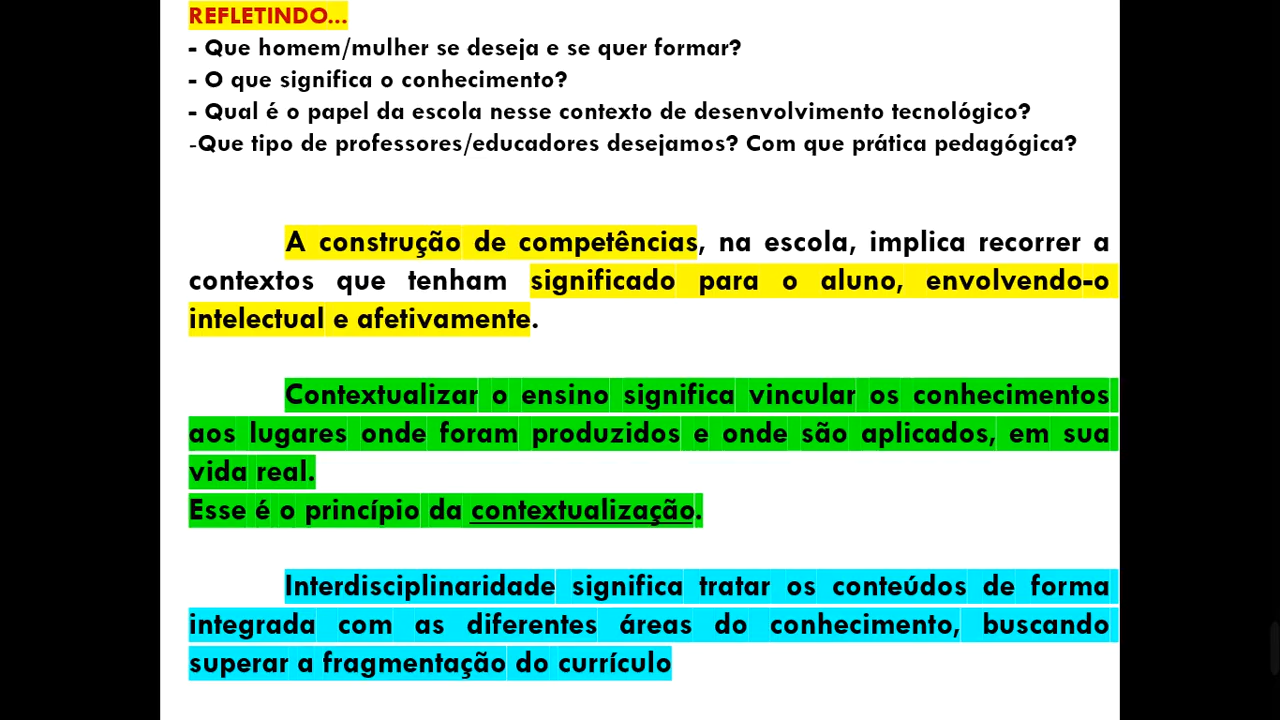 REFLETINDO...
- Que homem/mulher se deseja e se quer formar?
- O que significa o conhecimento?
- Qual é o papel da escola nesse contexto de desenvolvimento tecnológico?
-Que tipo de professores/educadores desejamos? Com que prática pedagógica?
A construção de competências, na escola, implica recorrer a
contextos que tenham significado para o aluno, envolvendo-o
intelectual e afetivamente.
Contextualizar o ensino significa vincular os conhecimentos
aos lugares onde foram produzidos e onde são aplicados, em sua
vida real.
Esse é o princípio da contextualização.
Interdisciplinaridade significa tratar os conteúdos de forma
integrada com as diferentes áreas do conhecimento, buscando
superar a fragmentação do currículo